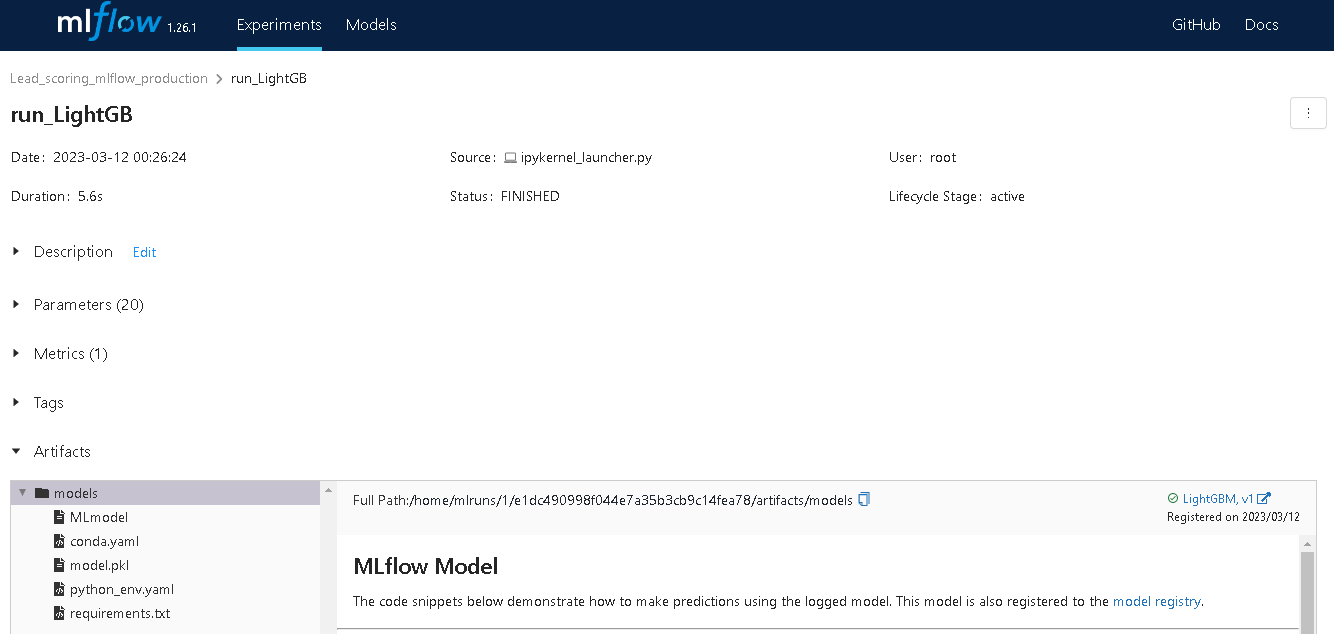 mlflow 1.26.1 Experiments Models GitHub Docs
Lead_scoring_mlflow_production > run_LightGB
run_LightGB
Date: 2023-03-12 00:26:24 Source: ipykernel_launcher.py User: root
Duration: 5.6s Status: FINISHED Lifecycle Stage: active
Description Edit
Parameters (20)
Metrics (1)
Tags
Artifacts
models
MLmodel
conda.yaml
model.pkl
python_env.yaml
requirements.txt
Full Path:/home/mlruns/1/e1dc490998f044e7a35b3cb9c14fea78/artifacts/models
LightGBM, v1
Registered on 2023/03/12
MLflow Model
The code snippets below demonstrate how to make predictions using the logged model. This model is also registered to the model registry.